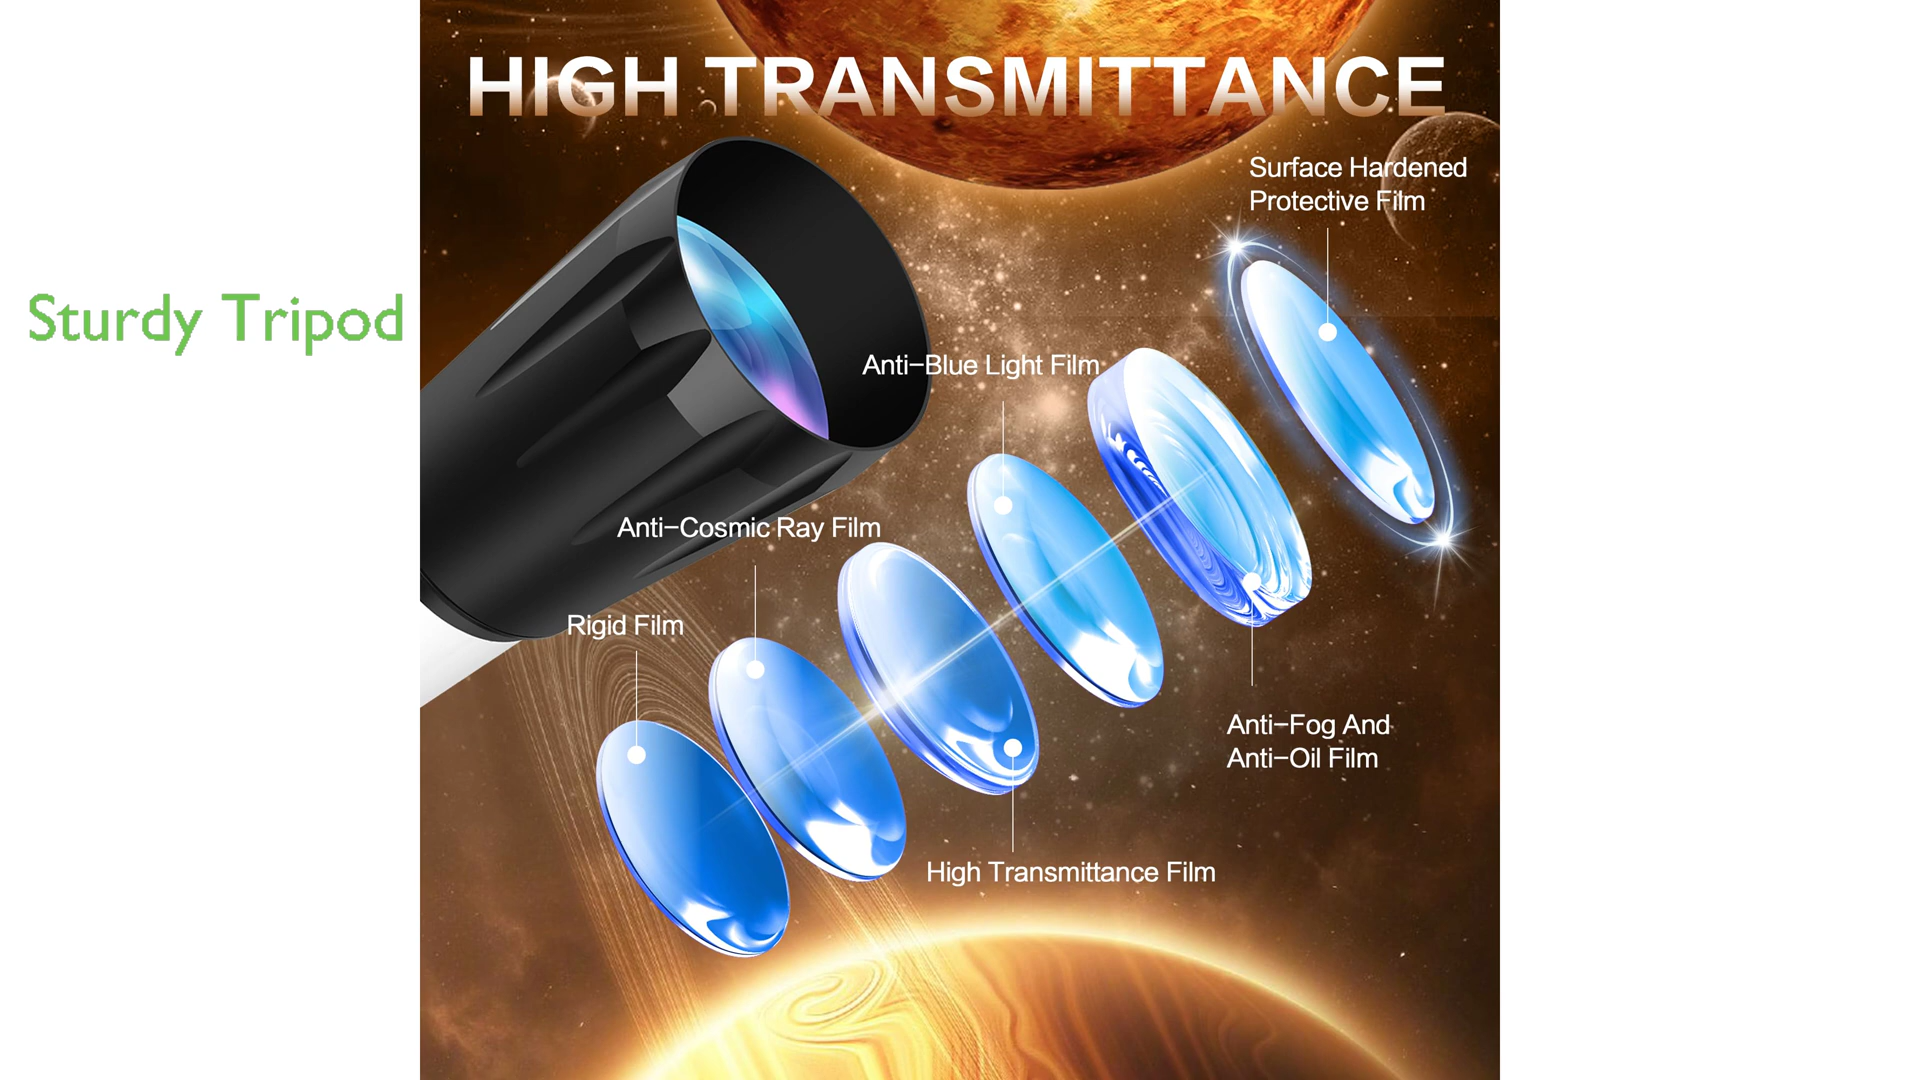 HIGH TRANSMITTANCE
Surface Hardened
Protective Film
Sturdy Tripod
Anti-Blue Light Film
Anti-Cosmic Ray Film
Rigid Film
Anti-Fog And
Anti-Oil Film
High Transmittance Film